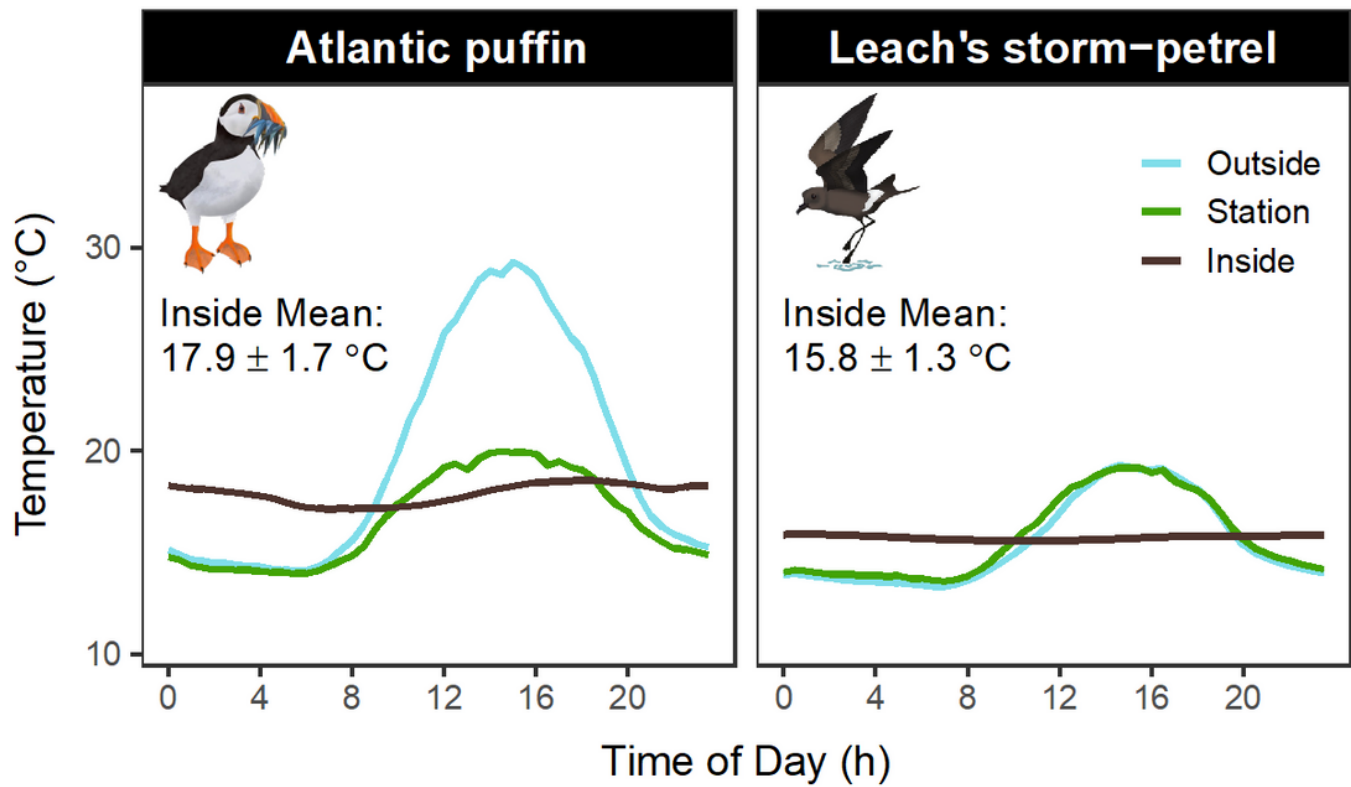 Atlantic puffin
Leach's storm−petrel
Outside
Station
Inside
Inside Mean:
17.9 ± 1.7 °C
Inside Mean:
15.8 ± 1.3 °C
Temperature (°C)
30
20
10
0 4 8 12 16 20
0 4 8 12 16 20
Time of Day (h)